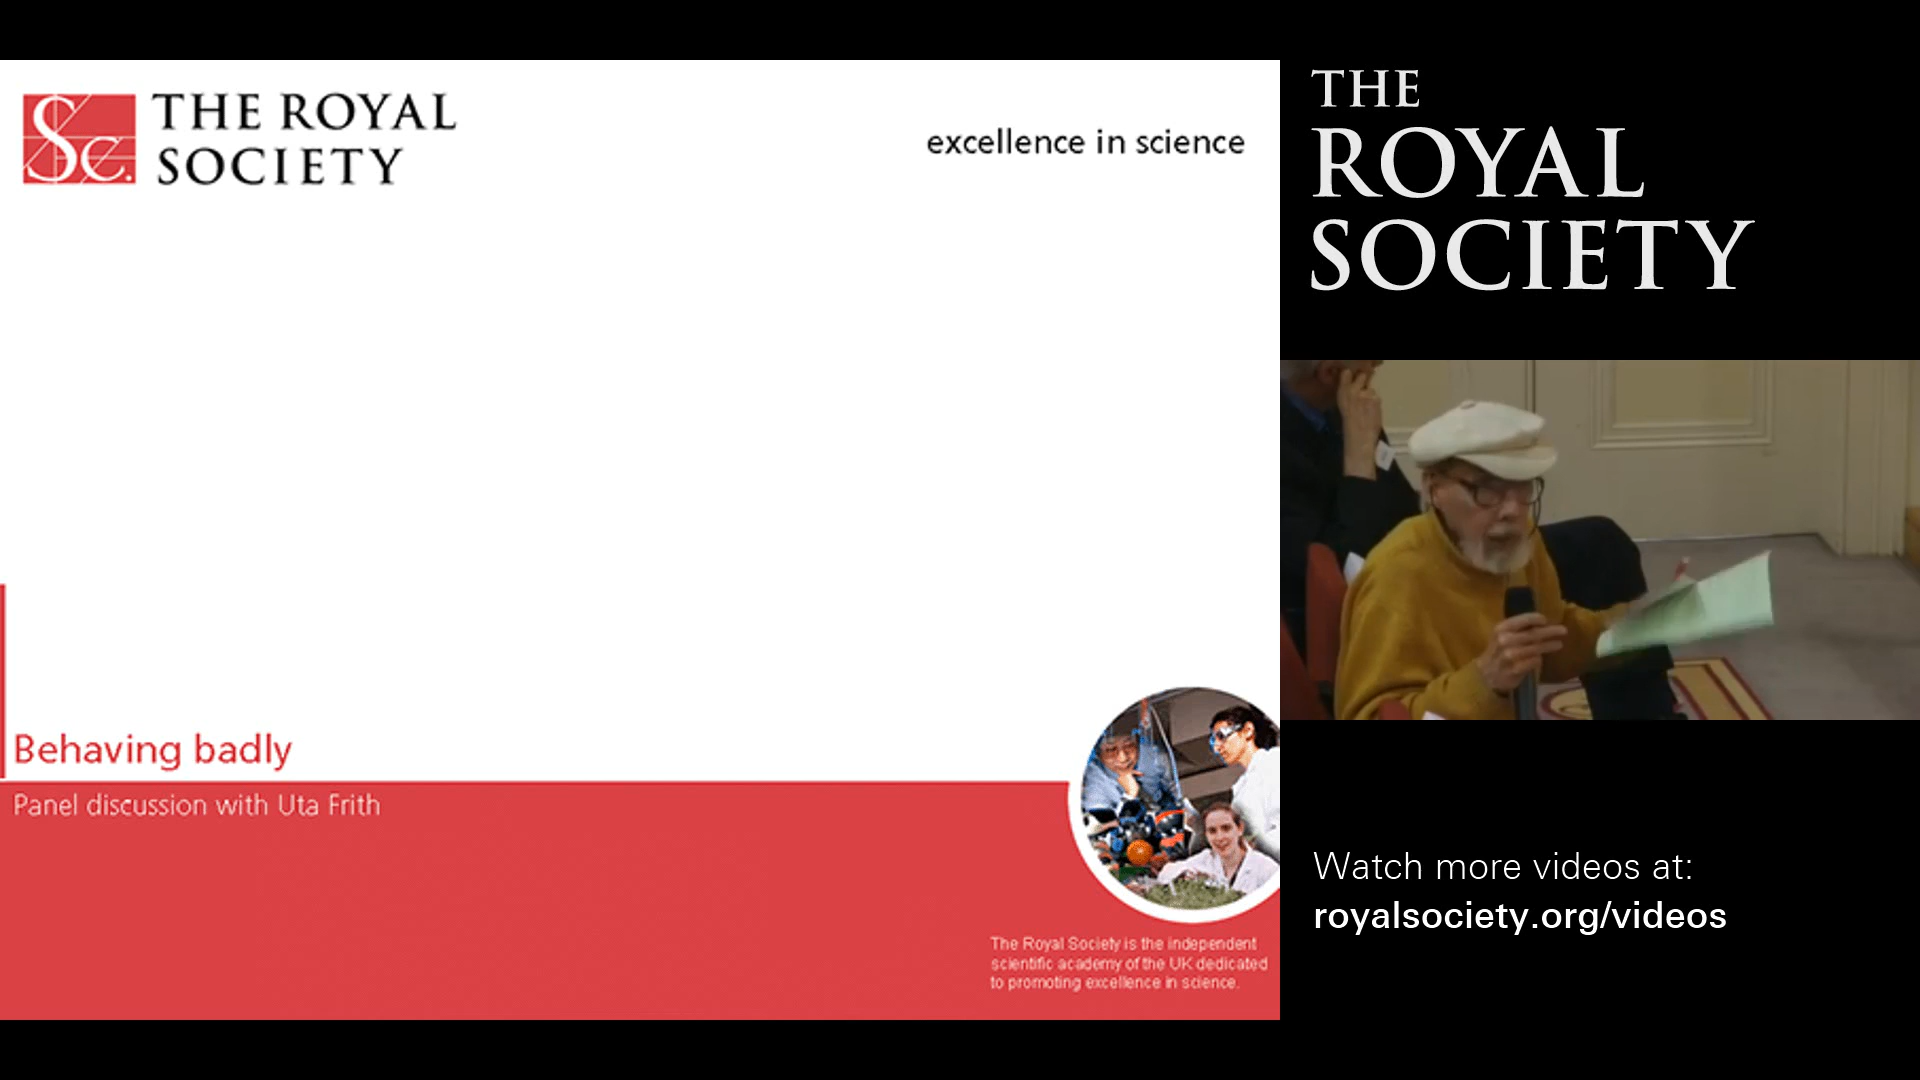 Sc.
THE ROYAL
SOCIETY
excellence in science
Behaving badly
Panel discussion with Uta Frith
The Royal Society is the independent
scientific academy of the UK dedicated
to promoting excellence in science.
THE
ROYAL
SOCIETY
Watch more videos at:
royalsociety.org/videos